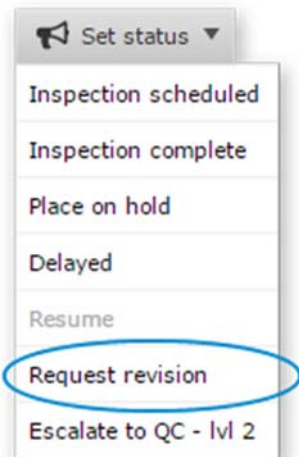 Set status
Inspection scheduled
Inspection complete
Place on hold
Delayed
Resume
Request revision
Escalate to QC - lvl 2